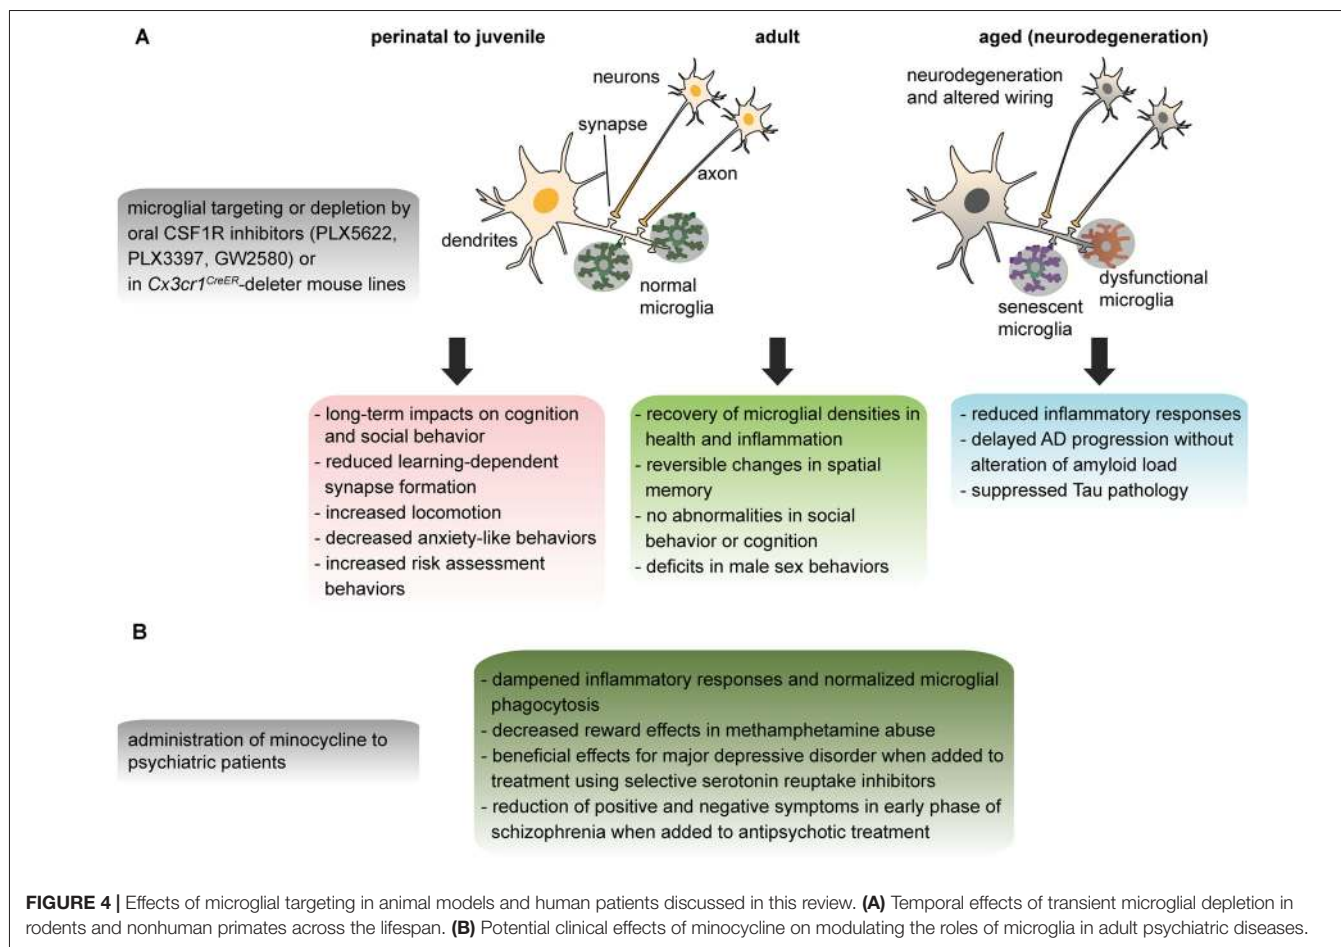 A
perinatal to juvenile
adult
aged (neurodegeneration)
neurons
synapse
axon
dendrites
normal
microglia
neurodegeneration
and altered wiring
dysfunctional
microglia
senescent
microglia
microglial targeting or depletion by
oral CSF1R inhibitors (PLX5622,
PLX3397, GW2580) or
in Cx3cr1CreER-deleter mouse lines
- long-term impacts on cognition
and social behavior
- reduced learning-dependent
synapse formation
- increased locomotion
- decreased anxiety-like behaviors
- increased risk assessment
behaviors
- recovery of microglial densities in
health and inflammation
- reversible changes in spatial
memory
- no abnormalities in social
behavior or cognition
- deficits in male sex behaviors
- reduced inflammatory responses
- delayed AD progression without
alteration of amyloid load
- suppressed Tau pathology
B
administration of minocycline to
psychiatric patients
- dampened inflammatory responses and normalized microglial
phagocytosis
- decreased reward effects in methamphetamine abuse
- beneficial effects for major depressive disorder when added to
treatment using selective serotonin reuptake inhibitors
- reduction of positive and negative symptoms in early phase of
schizophrenia when added to antipsychotic treatment
FIGURE 4 | Effects of microglial targeting in animal models and human patients discussed in this review. (A) Temporal effects of transient microglial depletion in
rodents and nonhuman primates across the lifespan. (B) Potential clinical effects of minocycline on modulating the roles of microglia in adult psychiatric diseases.